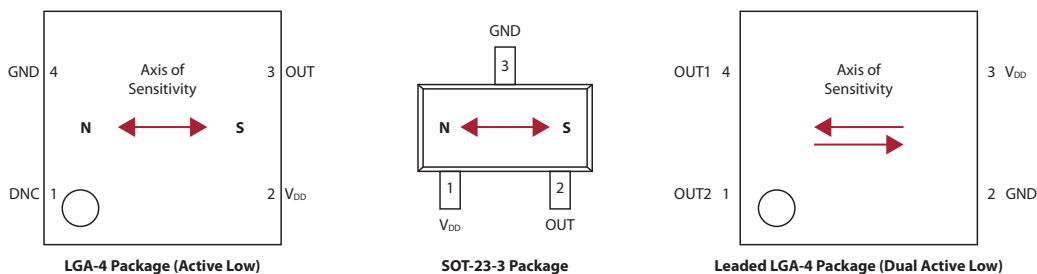 GND 4
Axis of
Sensitivity
3 OUT
N
S
DNC 1
2 VDD
LGA-4 Package (Active Low)
GND
3
N
S
1
2
VDD
OUT
SOT-23-3 Package
OUT1 4
Axis of
Sensitivity
3 VDD
OUT2 1
2 GND
Leaded LGA-4 Package (Dual Active Low)